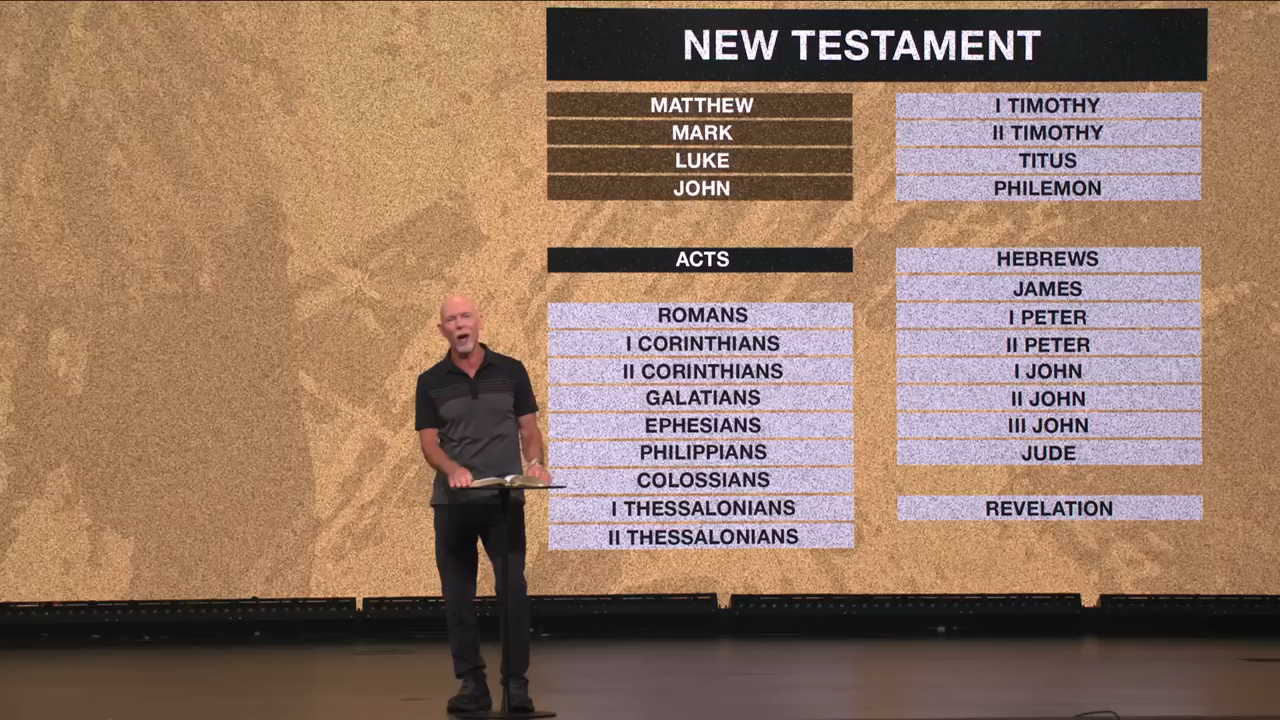 NEW TESTAMENT
MATTHEW
MARK
LUKE
JOHN
ACTS
ROMANS
I CORINTHIANS
II CORINTHIANS
GALATIANS
EPHESIANS
PHILIPPIANS
COLOSSIANS
I THESSALONIANS
II THESSALONIANS
I TIMOTHY
II TIMOTHY
TITUS
PHILEMON
HEBREWS
JAMES
I PETER
II PETER
I JOHN
II JOHN
III JOHN
JUDE
REVELATION